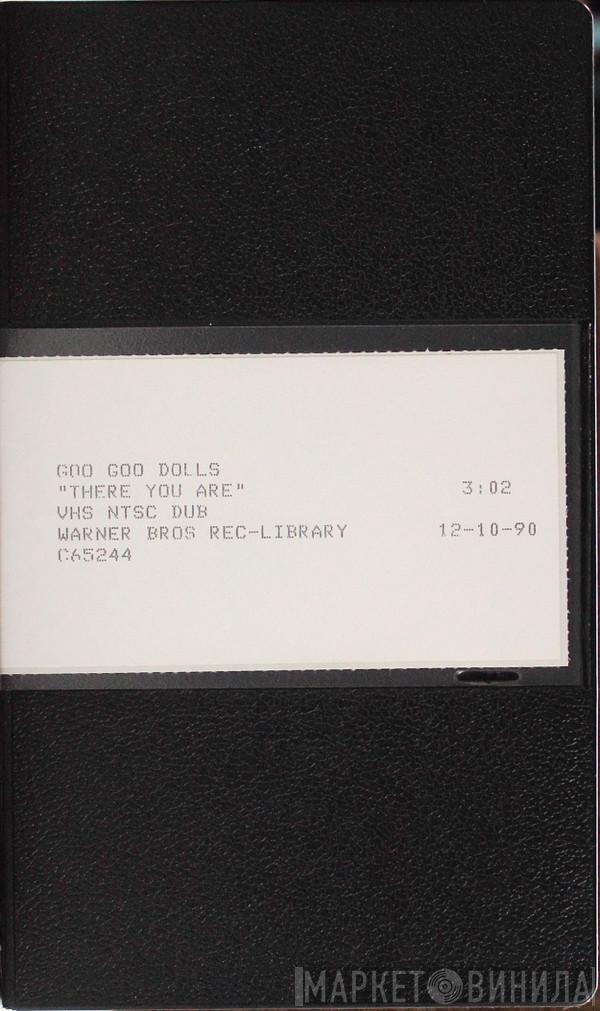 GOO GOO DOLLS
"THERE YOU ARE" 3:02
VHS NTSC DUB
WARNER BROS REC-LIBRARY 12-10-90
C65244
МАРКЕТ ВИНИЛА